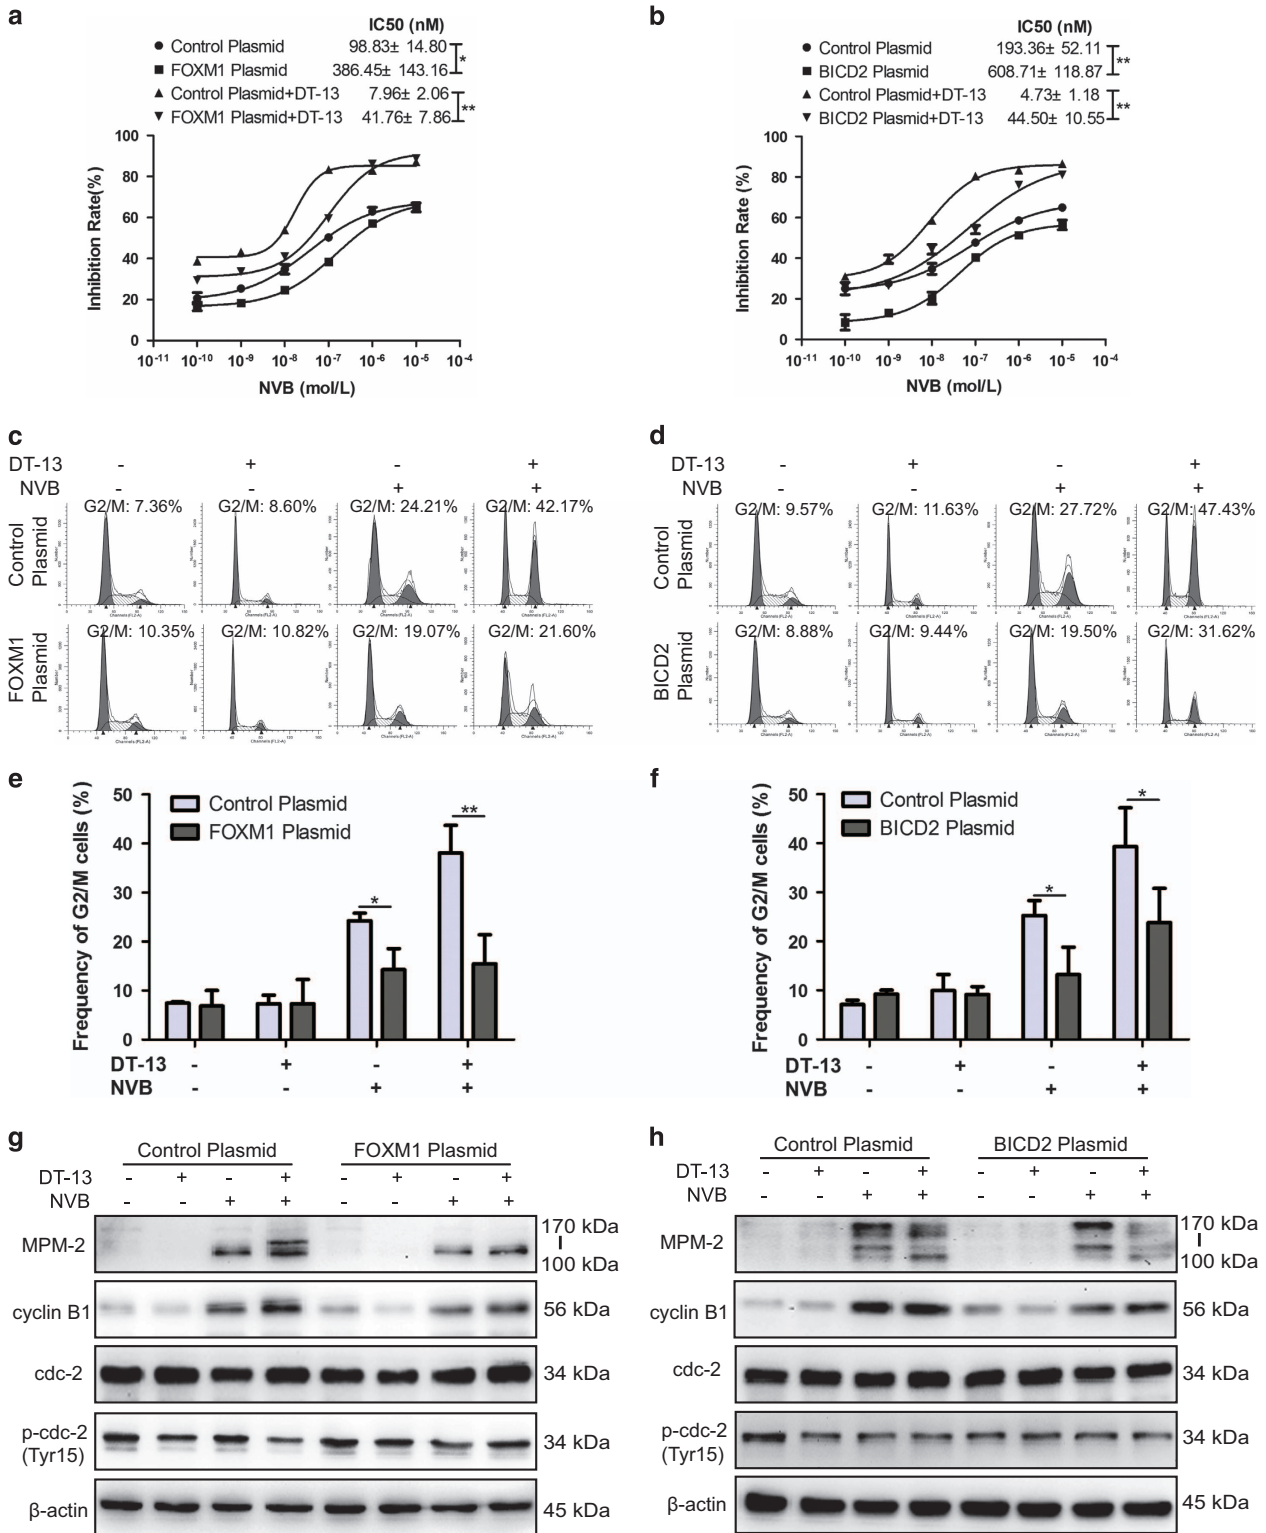 a
IC50 (nM)
Control Plasmid 98.83± 14.80
*
FOXM1 Plasmid 386.45± 143.16
Control Plasmid+DT-13 7.96± 2.06
**
FOXM1 Plasmid+DT-13 41.76± 7.86
Inhibition Rate(%)
100
80
60
40
20
0
10-11 10-10 10-9 10-8 10-7 10-6 10-5 10-4
NVB (mol/L)
b
IC50 (nM)
Control Plasmid 193.36± 52.11
**
BICD2 Plasmid 608.71± 118.87
Control Plasmid+DT-13 4.73± 1.18
**
BICD2 Plasmid+DT-13 44.50± 10.55
Inhibition Rate (%)
100
80
60
40
20
0
10-11 10-10 10-9 10-8 10-7 10-6 10-5 10-4
NVB (mol/L)
c
DT-13 - + - +
NVB - - + +
Control Plasmid
G2/M: 7.36% G2/M: 8.60% G2/M: 24.21% G2/M: 42.17%
FOXM1 Plasmid
G2/M: 10.35% G2/M: 10.82% G2/M: 19.07% G2/M: 21.60%
d
DT-13 - + - +
NVB - - + +
Control Plasmid
G2/M: 9.57% G2/M: 11.63% G2/M: 27.72% G2/M: 47.43%
BICD2 Plasmid
G2/M: 8.88% G2/M: 9.44% G2/M: 19.50% G2/M: 31.62%
e
Frequency of G2/M cells (%)
50
40
30
20
10
0
Control Plasmid
FOXM1 Plasmid
* **
DT-13 - + - +
NVB - - + +
f
Frequency of G2/M cells (%)
50
40
30
20
10
0
Control Plasmid
BICD2 Plasmid
* *
DT-13 - + - +
NVB - - + +
g
Control Plasmid FOXM1 Plasmid
DT-13 - + - + - + - +
NVB - - + + - - + +
MPM-2 170 kDa
100 kDa
cyclin B1 56 kDa
cdc-2 34 kDa
p-cdc-2
(Tyr15) 34 kDa
β-actin 45 kDa
h
Control Plasmid BICD2 Plasmid
DT-13 - + - + - + - +
NVB - - + + - - + +
MPM-2 170 kDa
100 kDa
cyclin B1 56 kDa
cdc-2 34 kDa
p-cdc-2
(Tyr15) 34 kDa
β-actin 45 kDa